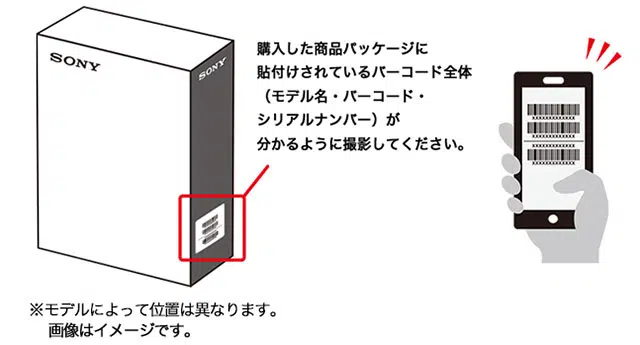 SONY
SONY
購入した商品パッケージに
貼付けされているバーコード全体
（モデル名・バーコード・
シリアルナンバー）が
分かるように撮影してください。
XXXXXXXXXXXX
XXXXXXXXXXXX
XXXXXXXXXXXX
XXXXXXXXXXXX
※モデルによって位置は異なります。
画像はイメージです。